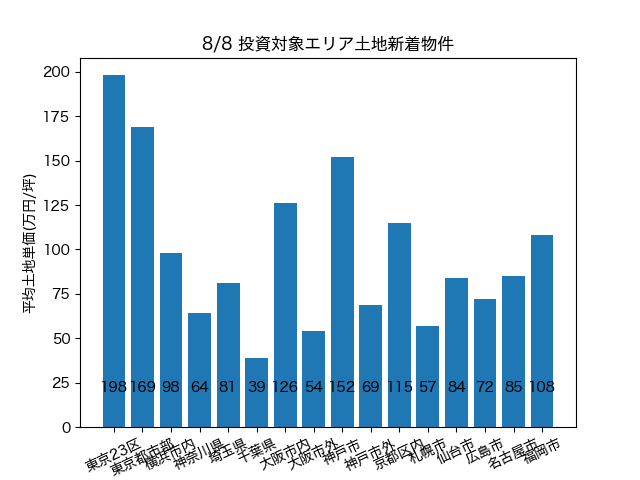 8/8 投資対象エリア土地新着物件
平均土地単価(万円/坪)
200
175
150
125
100
75
50
25
0
198 169 98 64 81 39 126 54 152 69 115 57 84 72 85 108
東京23区
東京都市部
横浜市内
神奈川県
埼玉県
千葉県
大阪市内
大阪市外
神戸市
神戸市外
京都区内
札幌市
仙台市
広島市
名古屋市
福岡市